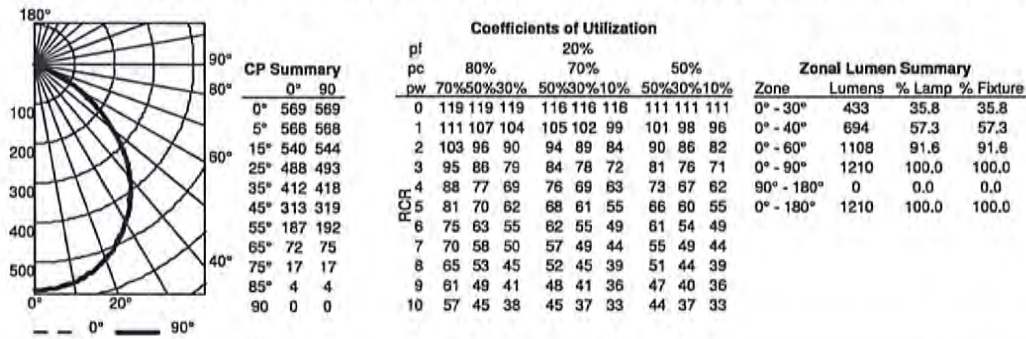 180°
90°
80°
60°
40°
100
200
300
400
500
0° 20°
0° 90°
CP Summary
0° 90
0° 569 569
5° 566 568
15° 540 544
25° 488 493
35° 412 418
45° 313 319
55° 187 192
65° 72 75
75° 17 17
85° 4 4
90 0 0
Coefficients of Utilization
pf 20%
pc 80% 70% 50%
pw 70%50%30% 50%30%10% 50%30%10%
RCR
0 119 119 119 116 116 116 111 111 111
1 111 107 104 105 102 99 101 98 96
2 103 96 90 94 89 84 90 86 82
3 95 86 79 84 78 72 81 76 71
4 88 77 69 76 69 63 73 67 62
5 81 70 62 68 61 55 66 60 55
6 75 63 55 62 55 49 61 54 49
7 70 58 50 57 49 44 55 49 44
8 65 53 45 52 45 39 51 44 39
9 61 49 41 48 41 36 47 40 36
10 57 45 38 45 37 33 44 37 33
Zonal Lumen Summary
Zone Lumens % Lamp % Fixture
0° - 30° 433 35.8 35.8
0° - 40° 694 57.3 57.3
0° - 60° 1108 91.6 91.6
0° - 90° 1210 100.0 100.0
90° - 180° 0 0.0 0.0
0° - 180° 1210 100.0 100.0